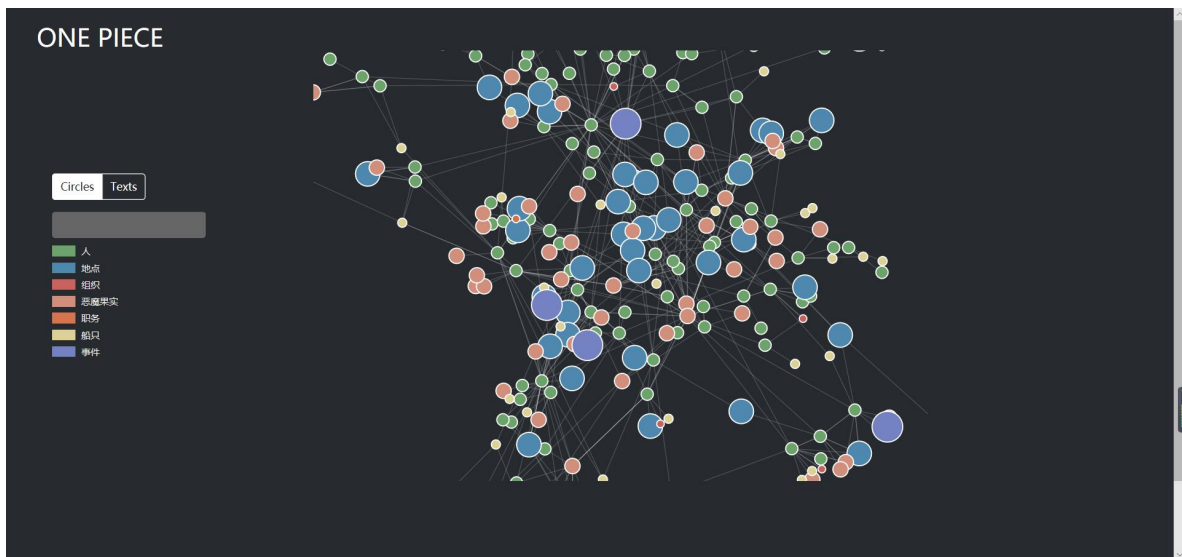 ONE PIECE
Circles Texts
人
地点
组织
恶魔果实
职务
船只
事件